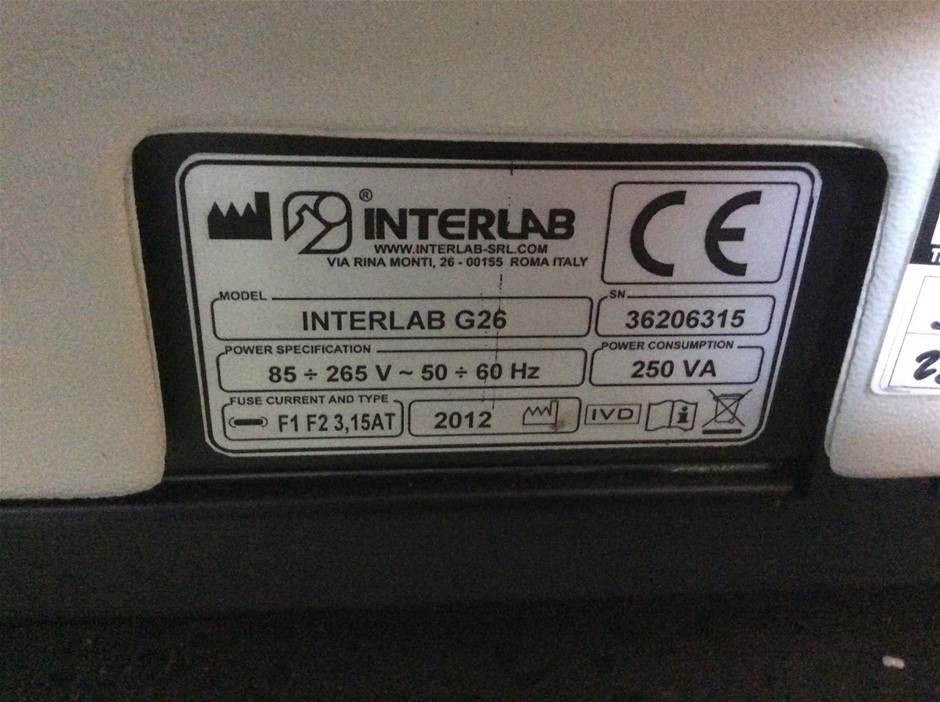 ® INTERLAB
WWW.INTERLAB-SRL.COM
VIA RINA MONTI, 26 - 00155 ROMA ITALY
CE
MODEL
INTERLAB G26
SN
36206315
POWER SPECIFICATION
85 ÷ 265 V ~ 50 ÷ 60 Hz
POWER CONSUMPTION
250 VA
FUSE CURRENT AND TYPE
F1 F2 3,15AT
2012
IVD
i